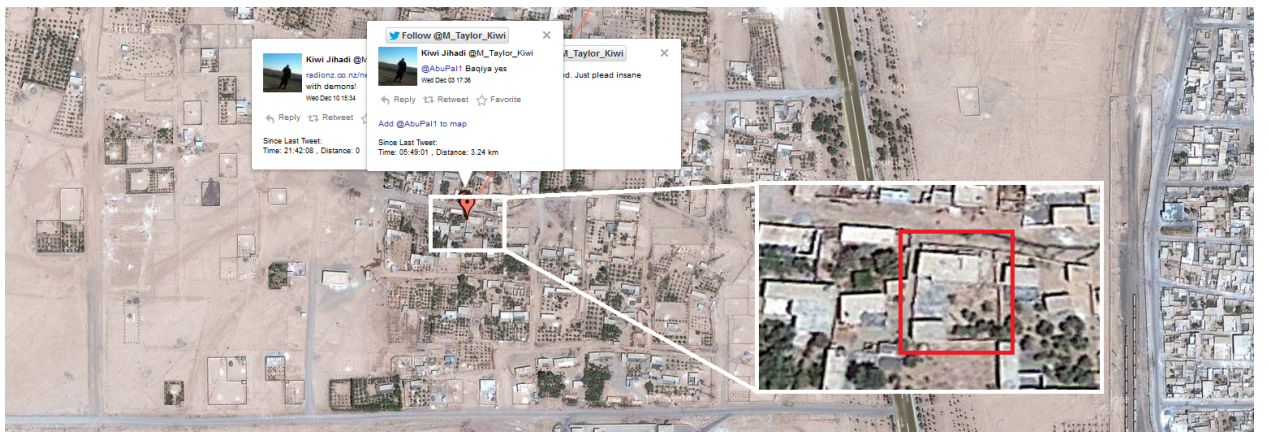 Kiwi Jihadi @M
radionz.co.nz/ne
with demons!
Wed Dec 10 15:34
Reply Retweet
Since Last Tweet:
Time: 21:42:08 , Distance: 0
Follow @M_Taylor_Kiwi
Kiwi Jihadi @M_Taylor_Kiwi
@AbuPal1 Baqiya yes
Wed Dec 03 17:36
Reply Retweet Favorite
Add @AbuPal1 to map
Since Last Tweet:
Time: 05:49:01 , Distance: 3.24 km
M_Taylor_Kiwi
nd. Just plead insane